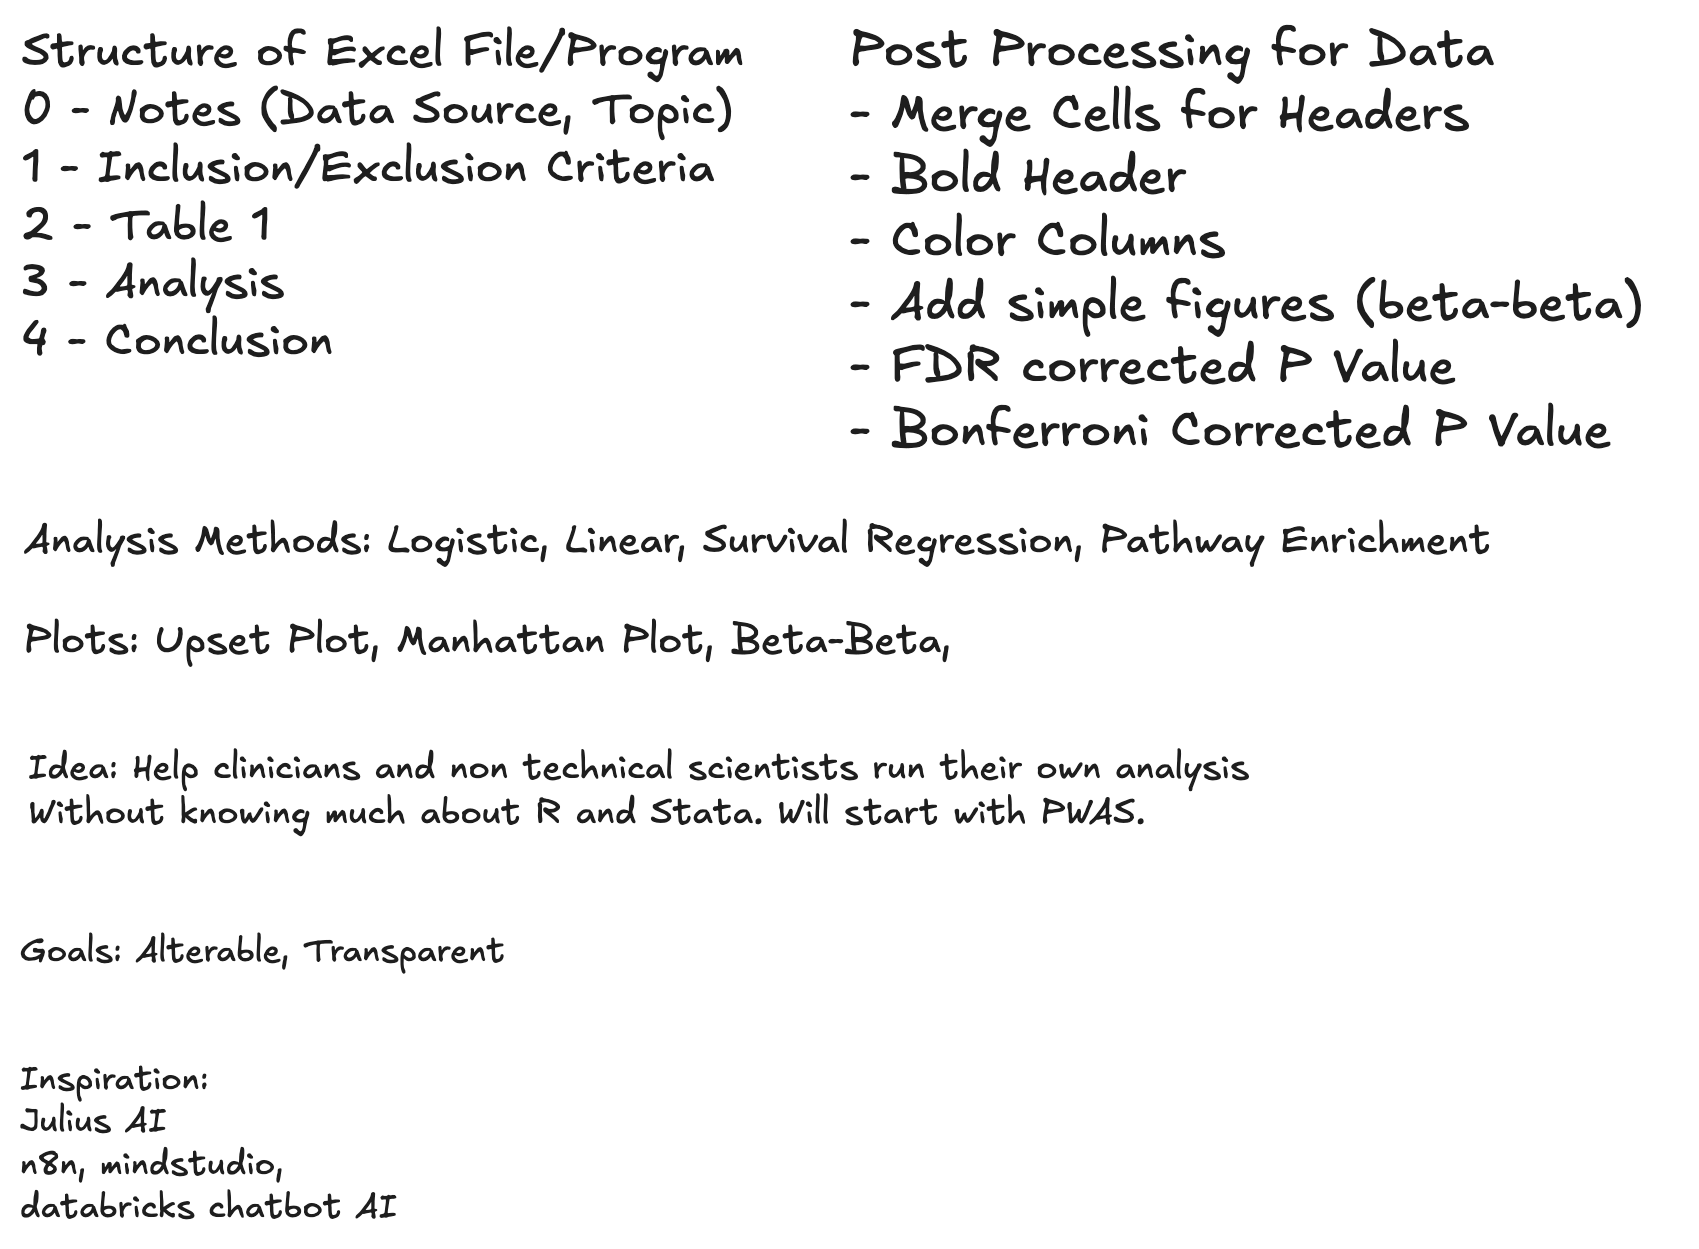 Structure of Excel File/Program
0 - Notes (Data Source, Topic)
1 - Inclusion/Exclusion Criteria
2 - Table 1
3 - Analysis
4 - Conclusion
Post Processing for Data
- Merge Cells for Headers
- Bold Header
- Color Columns
- Add simple figures (beta-beta)
- FDR corrected P Value
- Bonferroni Corrected P Value
Analysis Methods: Logistic, Linear, Survival Regression, Pathway Enrichment
Plots: Upset Plot, Manhattan Plot, Beta-Beta,
Idea: Help clinicians and non technical scientists run their own analysis
Without knowing much about R and Stata. Will start with PWAS.
Goals: Alterable, Transparent
Inspiration:
Julius AI
n8n, mindstudio,
databricks chatbot AI